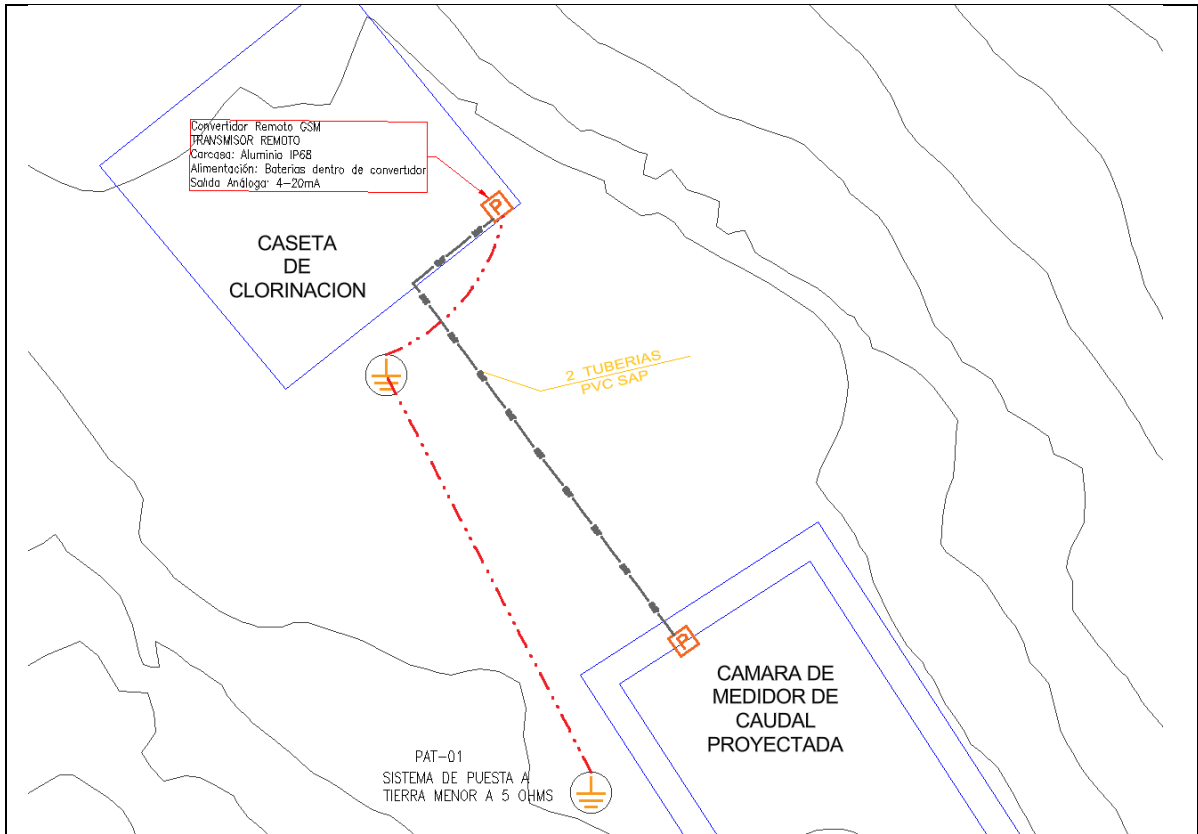 Convertidor Remoto GSM
TRANSMISOR REMOTO
Carcasa: Aluminio IP68
Alimentación: Baterias dentro de convertidor
Salida Análoga: 4-20mA
P
CASETA
DE
CLORINACION
2 TUBERIAS
PVC SAP
P
CAMARA DE
MEDIDOR DE
CAUDAL
PROYECTADA
PAT-01
SISTEMA DE PUESTA A
TIERRA MENOR A 5 OHMS